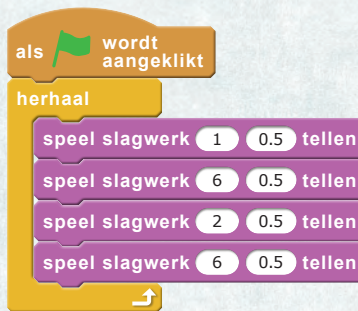 als wordt
aangeklikt
herhaal
speel slagwerk 1 0.5 tellen
speel slagwerk 6 0.5 tellen
speel slagwerk 2 0.5 tellen
speel slagwerk 6 0.5 tellen